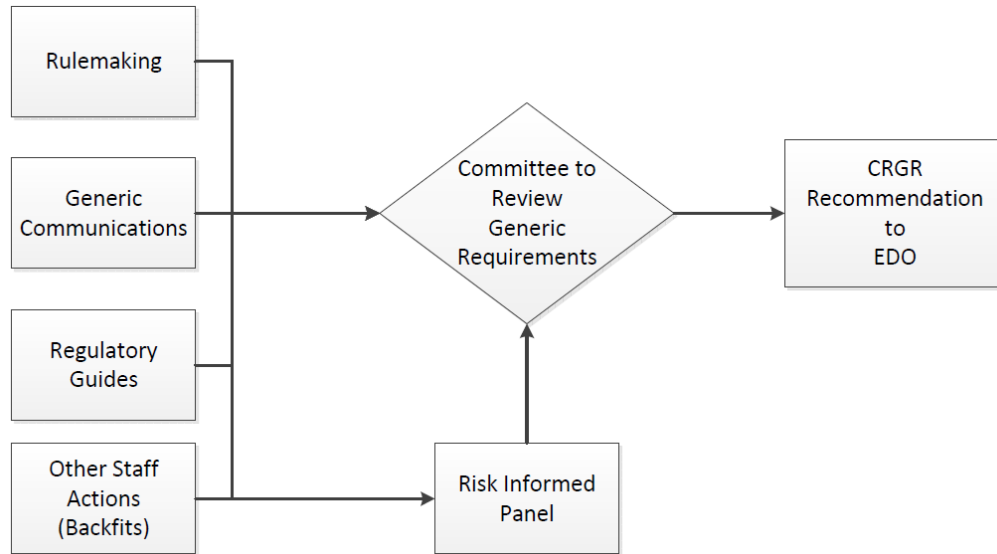 Rulemaking
Generic
Communications
Regulatory
Guides
Other Staff
Actions
(Backfits)
Committee to
Review
Generic
Requirements
Risk Informed
Panel
CRGR
Recommendation
to
EDO